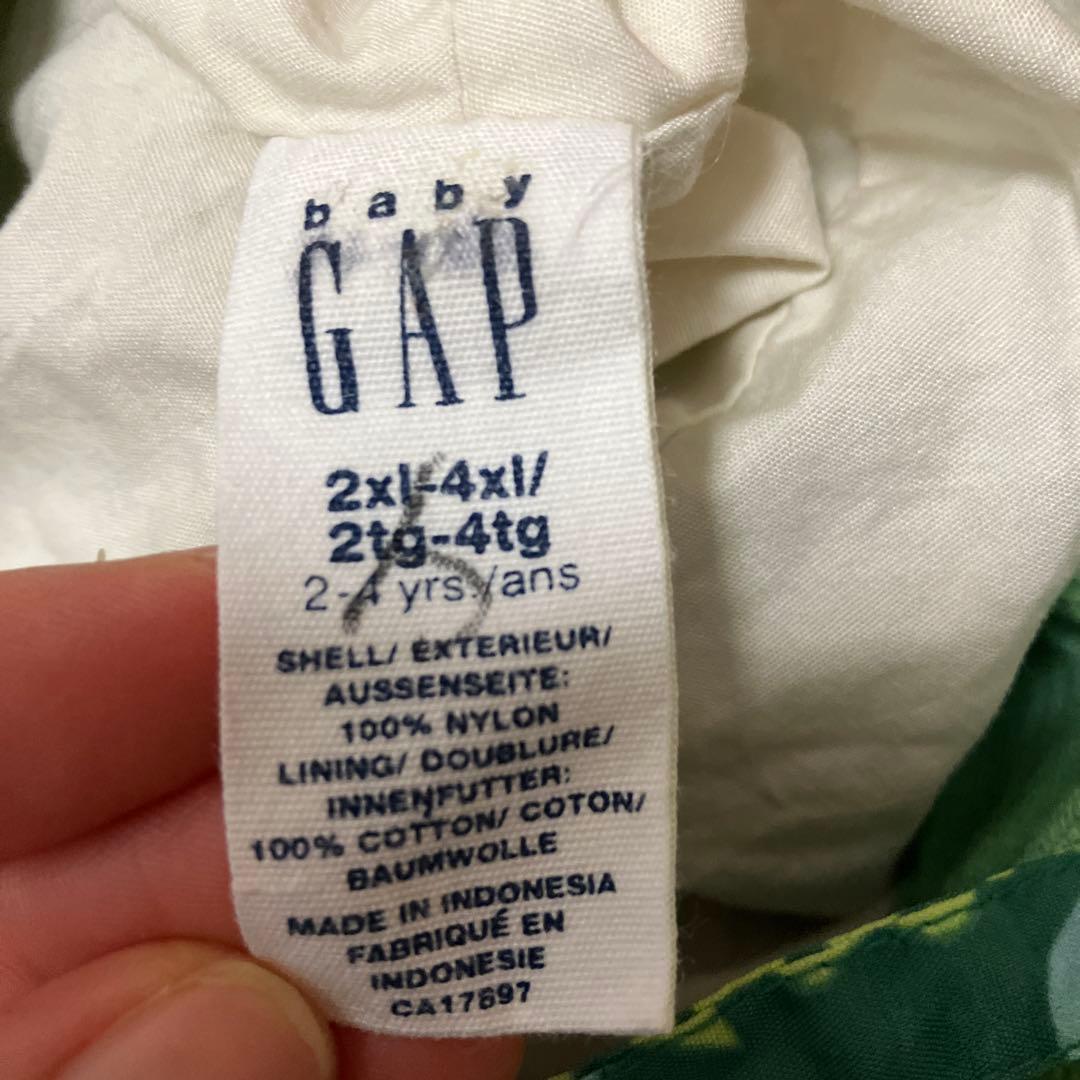 baby
GAP
2xl-4xl/
2tg-4tg
2-4 yrs./ans
SHELL/ EXTERIEUR/
AUSSENSEITE:
100% NYLON
LINING/ DOUBLURE/
INNENFUTTER:
100% COTTON/ COTON/
BAUMWOLLE
MADE IN INDONESIA
FABRIQUÉ EN
INDONESIE
CA17897